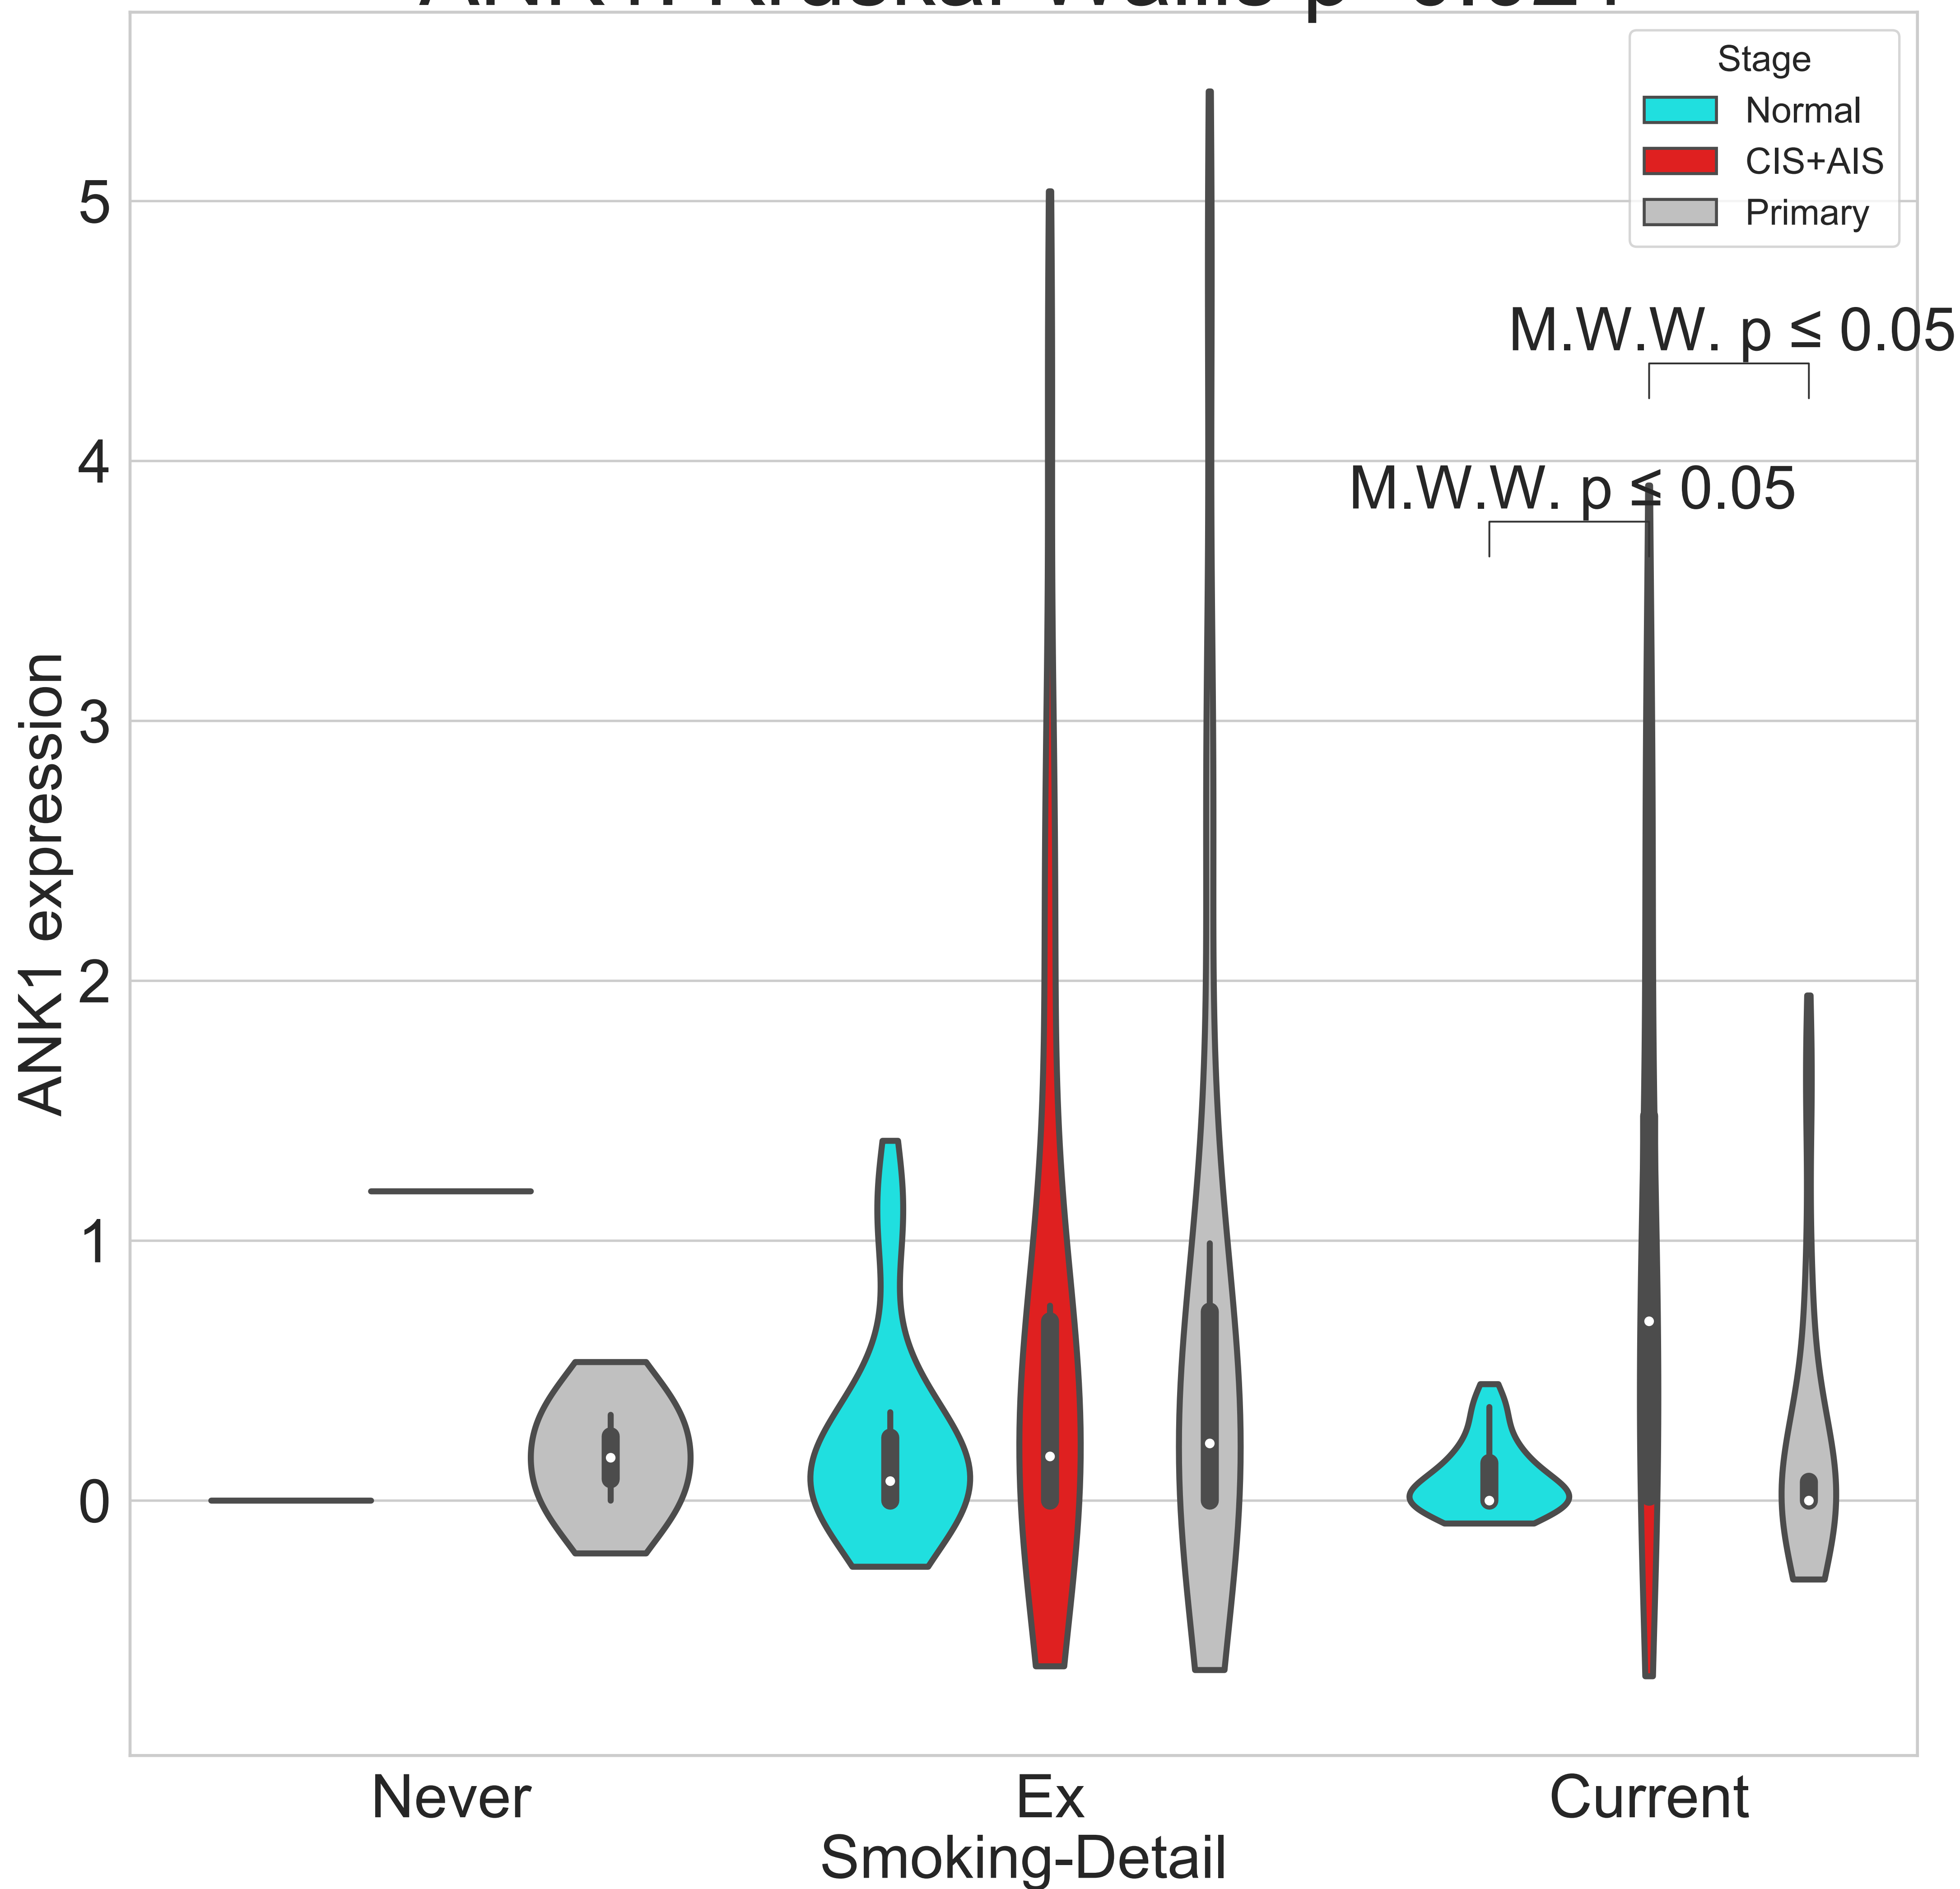 Stage
Normal
CIS+AIS
Primary
M.W.W. p ≤ 0.05
M.W.W. p ≤ 0.05
5
4
3
2
1
0
ANK1 expression
Never
Ex
Current
Smoking-Detail